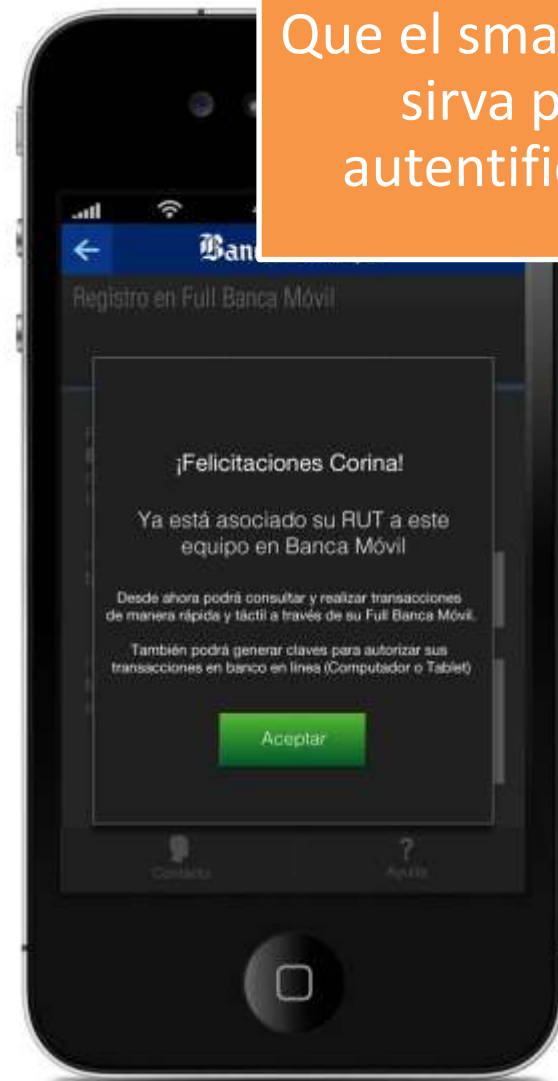 Que el sma
sirva p
autentifi
Banc
Registro en Full Banca Móvil
¡Felicitaciones Corina!
Ya está asociado su RUT a este
equipo en Banca Móvil
Desde ahora podrá consultar y realizar transacciones
de manera rápida y táctil a través de su Full Banca Móvil.
También podrá generar claves para autorizar sus
transacciones en banco en línea (Computador o Tablet)
Aceptar
Contacto
?
Ayuda